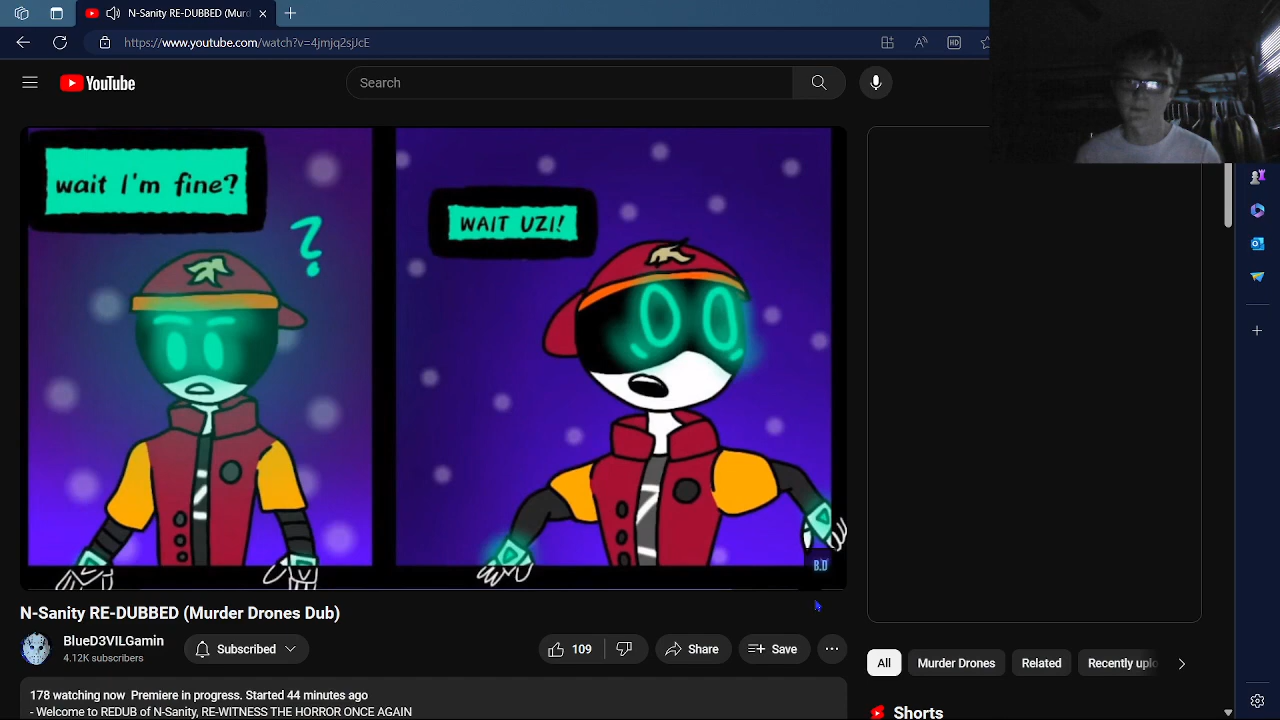 N-Sanity RE-DUBBED (Murd
https://www.youtube.com/watch?v=4jmjq2sjJcE
HD
YouTube
Search
wait I'm fine?
?
WAIT UZI!
B.D
N-Sanity RE-DUBBED (Murder Drones Dub)
BlueD3VILGamin
4.12K subscribers
Subscribed
109
Share
Save
All
Murder Drones
Related
Recently uplo
178 watching now Premiere in progress. Started 44 minutes ago
- Welcome to REDUB of N-Sanity, RE-WITNESS THE HORROR ONCE AGAIN
Shorts